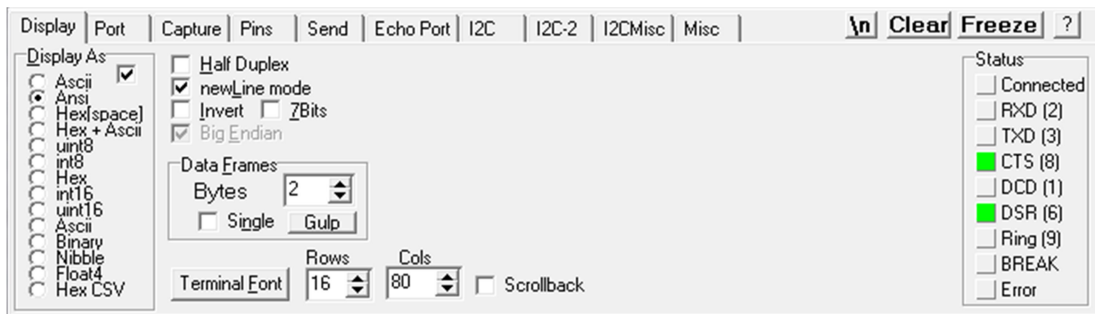 Display Port Capture Pins Send Echo Port I2C I2C-2 I2CMisc Misc \n Clear Freeze ?
Display As
Ascii
Ansi
Hex[space]
Hex + Ascii
uint8
int8
Hex
int16
uint16
Ascii
Binary
Nibble
Float4
Hex CSV
Half Duplex
newLine mode
Invert 7Bits
Big Endian
Data Frames
Bytes 2
Single Gulp
Rows Cols
Terminal Font 16 80 Scrollback
Status
Connected
RXD (2)
TXD (3)
CTS (8)
DCD (1)
DSR (6)
Ring (9)
BREAK
Error